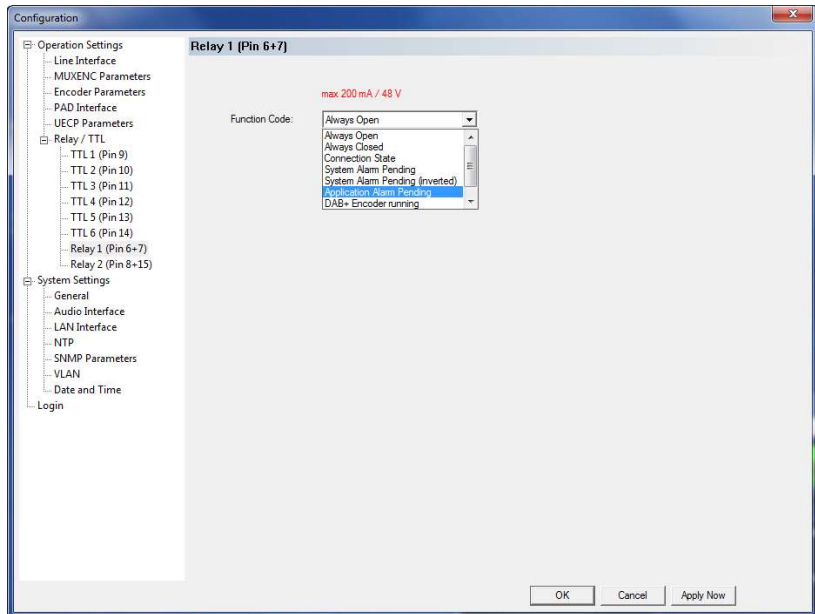 Configuration
Operation Settings
Line Interface
MUXENC Parameters
Encoder Parameters
PAD Interface
UECP Parameters
Relay / TTL
TTL 1 (Pin 9)
TTL 2 (Pin 10)
TTL 3 (Pin 11)
TTL 4 (Pin 12)
TTL 5 (Pin 13)
TTL 6 (Pin 14)
Relay 1 (Pin 6+7)
Relay 2 (Pin 8+15)
System Settings
General
Audio Interface
LAN Interface
NTP
SNMP Parameters
VLAN
Date and Time
Login
Relay 1 (Pin 6+7)
max 200 mA / 48 V
Function Code:
Always Open
Always Open
Always Closed
Connection State
System Alarm Pending
System Alarm Pending (inverted)
Application Alarm Pending
DAB+ Encoder running
OK Cancel Apply Now